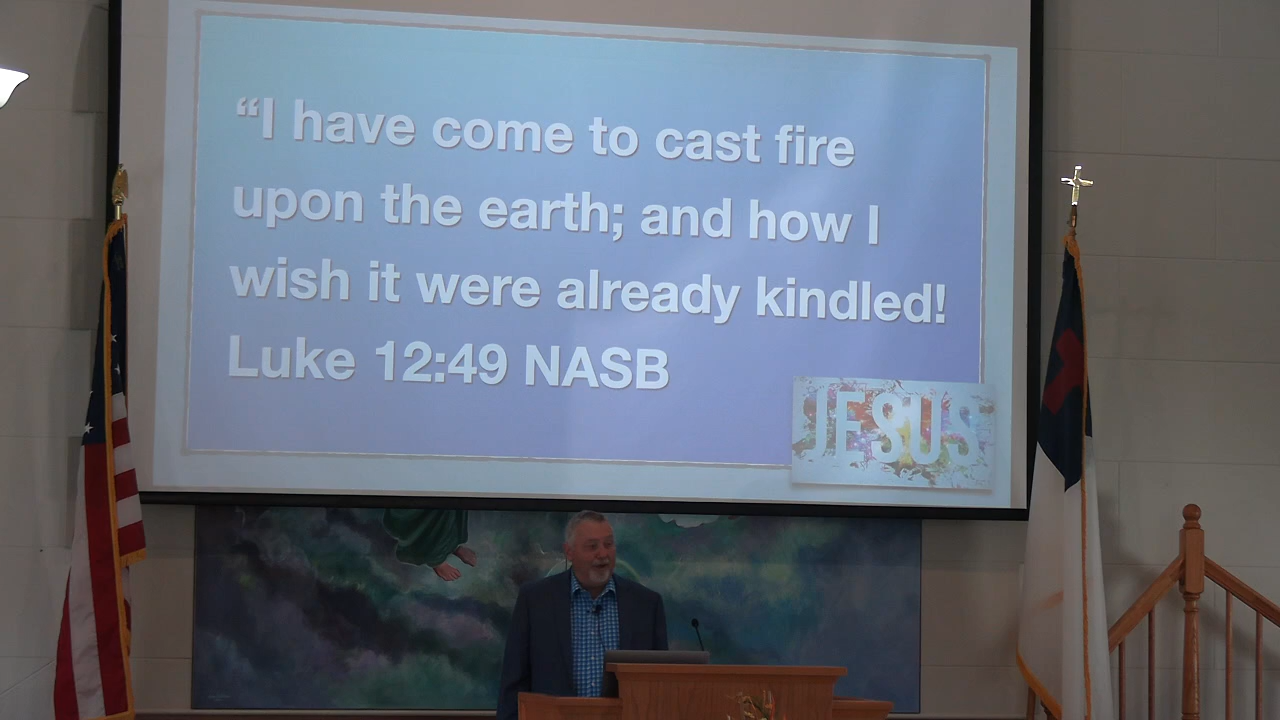 “I have come to cast fire
upon the earth; and how I
wish it were already kindled!
Luke 12:49 NASB
JESUS